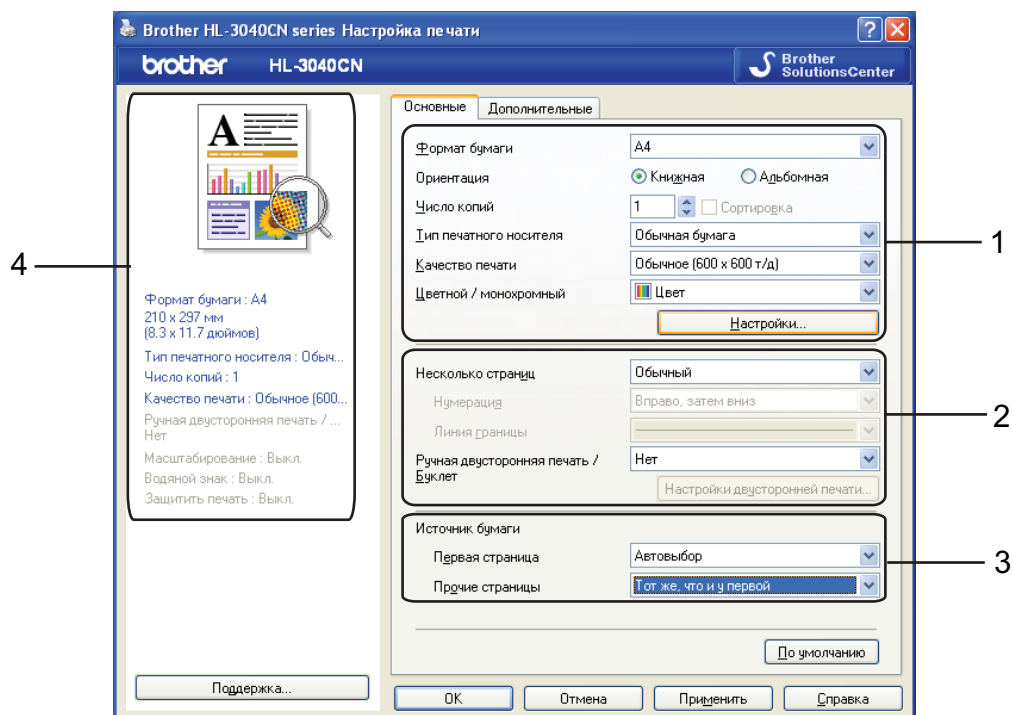 Brother HL-3040CN series Настройка печати
brother HL-3040CN
Brother
SolutionsCenter
A
Формат бумаги : A4
210 x 297 мм
(8.3 x 11.7 дюймов)
Тип печатного носителя : Обыч...
Число копий : 1
Качество печати : Обычное (600...
Ручная двусторонняя печать / ...
Нет
Масштабирование : Выкл.
Водяной знак : Выкл.
Защитить печать : Выкл.
Поддержка...
4
Основные Дополнительные
Формат бумаги A4
Ориентация Книжная Альбомная
Число копий 1 Сортировка
Тип печатного носителя Обычная бумага
Качество печати Обычное (600 x 600 т/д)
Цветной / монохромный Цвет
Настройки...
1
Несколько страниц Обычный
Нумерация Вправо, затем вниз
Линия границы
Ручная двусторонняя печать / Нет
Буклет
Настройки двусторонней печати...
2
Источник бумаги
Первая страница Автовыбор
Прочие страницы Тот же, что и у первой
3
По умолчанию
OK Отмена Применить Справка